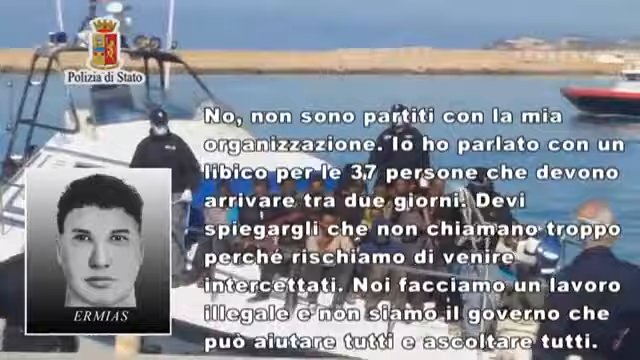 Polizia di Stato
No, non sono partiti con la mia
organizzazione. Io ho parlato con un
libico per le 37 persone che devono
arrivare tra due giorni. Devi
spiegargli che non chiamano troppo
perché rischiamo di venire
intercettati. Noi facciamo un lavoro
illegale e non siamo il governo che
può aiutare tutti e ascoltare tutti.
ERMIAS